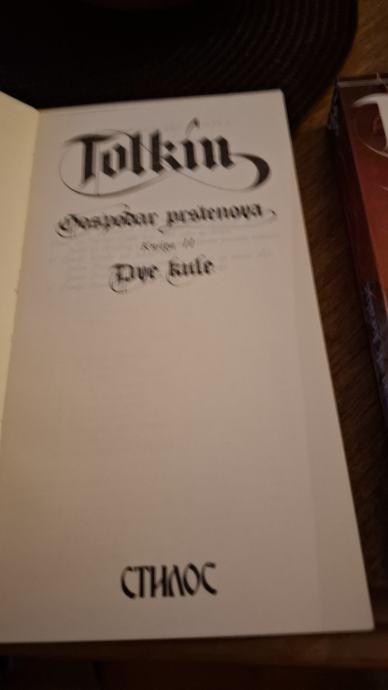 Tolkin
Gospodar prstenova
Knjiga II
Dve kule
СТИЛОС